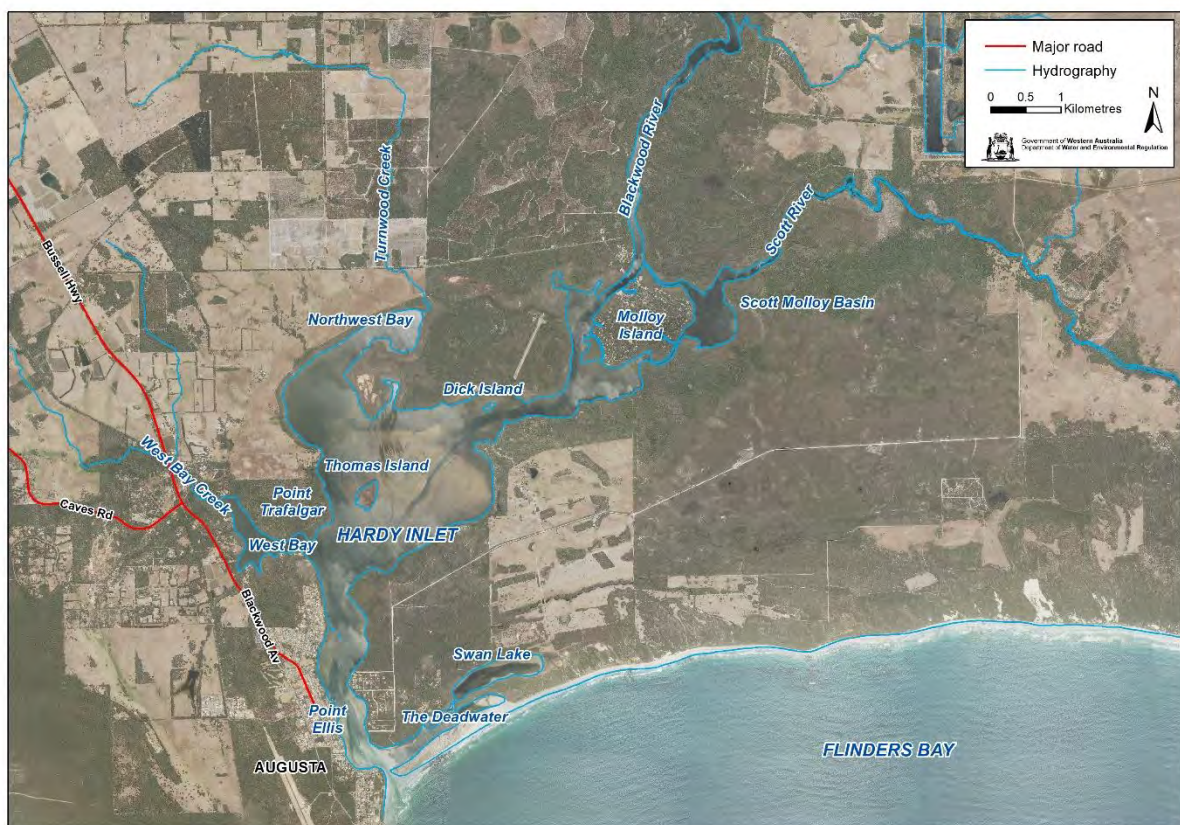 Major road
Hydrography
0 0.5 1
Kilometres
N
Government of Western Australia
Department of Water and Environmental Regulation
Blackwood River
Turnwood Creek
Scott River
Bussell Hwy
Scott Molloy Basin
Northwest Bay
Molloy
Island
Dick Island
West Bay Creek
Thomas Island
Point
Trafalgar
Caves Rd
HARDY INLET
West Bay
Blackwood Av
Swan Lake
Point
Ellis
The Deadwater
FLINDERS BAY
AUGUSTA